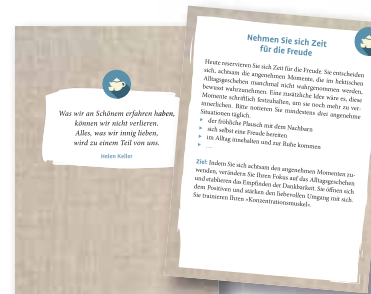 Was wir an Schönem erfahren haben,
können wir nicht verlieren.
Alles, was wir innig lieben,
wird zu einem Teil von uns.
Helen Keller
Nehmen Sie sich Zeit
für die Freude
Heute reservieren Sie sich Zeit für die Freude. Sie entscheiden
sich, achtsam die angenehmen Momente, die im hektischen
Alltagsgeschehen manchmal nicht wahrgenommen werden,
bewusst wahrzunehmen. Eine zusätzliche Idee wäre es, diese
Momente schriftlich festzuhalten, um sie noch mehr zu ver-
innerlichen. Bitte notieren Sie mindestens drei angenehme
Situationen täglich.
▸ der fröhliche Plausch mit dem Nachbarn
▸ sich selbst eine Freude bereiten
▸ im Alltag innehalten und zur Ruhe kommen
▸ ...
Ziel: Indem Sie sich achtsam den angenehmen Momenten zu-
wenden, verändern Sie Ihren Fokus auf das Alltagsgeschehen
und etablieren das Empfinden der Dankbarkeit. Sie öffnen sich
dem Positiven und stärken den liebevollen Umgang mit sich.
Sie trainieren Ihren »Konzentrationsmuskel«.